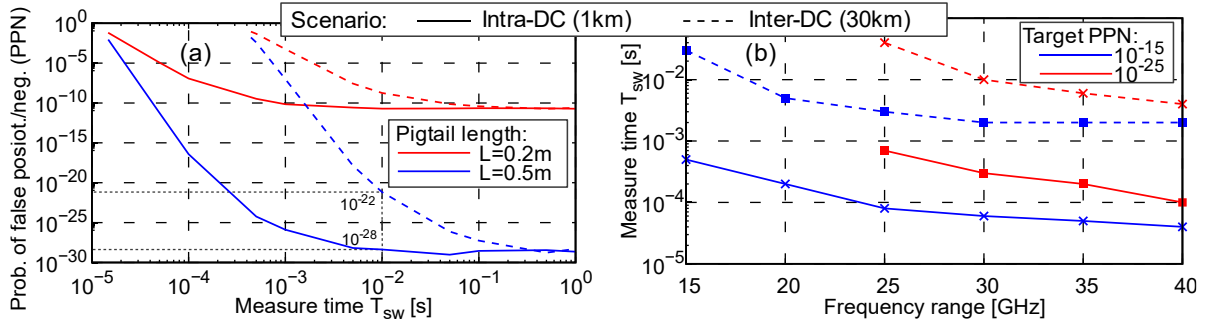 Scenario: Intra-DC (1km) Inter-DC (30km)
(a)
Prob. of false posiot./neg. (PPN)
10^0
10^-5
10^-10
10^-15
10^-20
10^-25
10^-30
Pigtail length:
L=0.2m
L=0.5m
10^-22
10^-28
10^-5 10^-4 10^-3 10^-2 10^-1 10^0
Measure time T_sw [s]
(b)
Measure time T_sw [s]
10^-2
10^-3
10^-4
10^-5
Target PPN:
10^-15
10^-25
15 20 25 30 35 40
Frequency range [GHz]